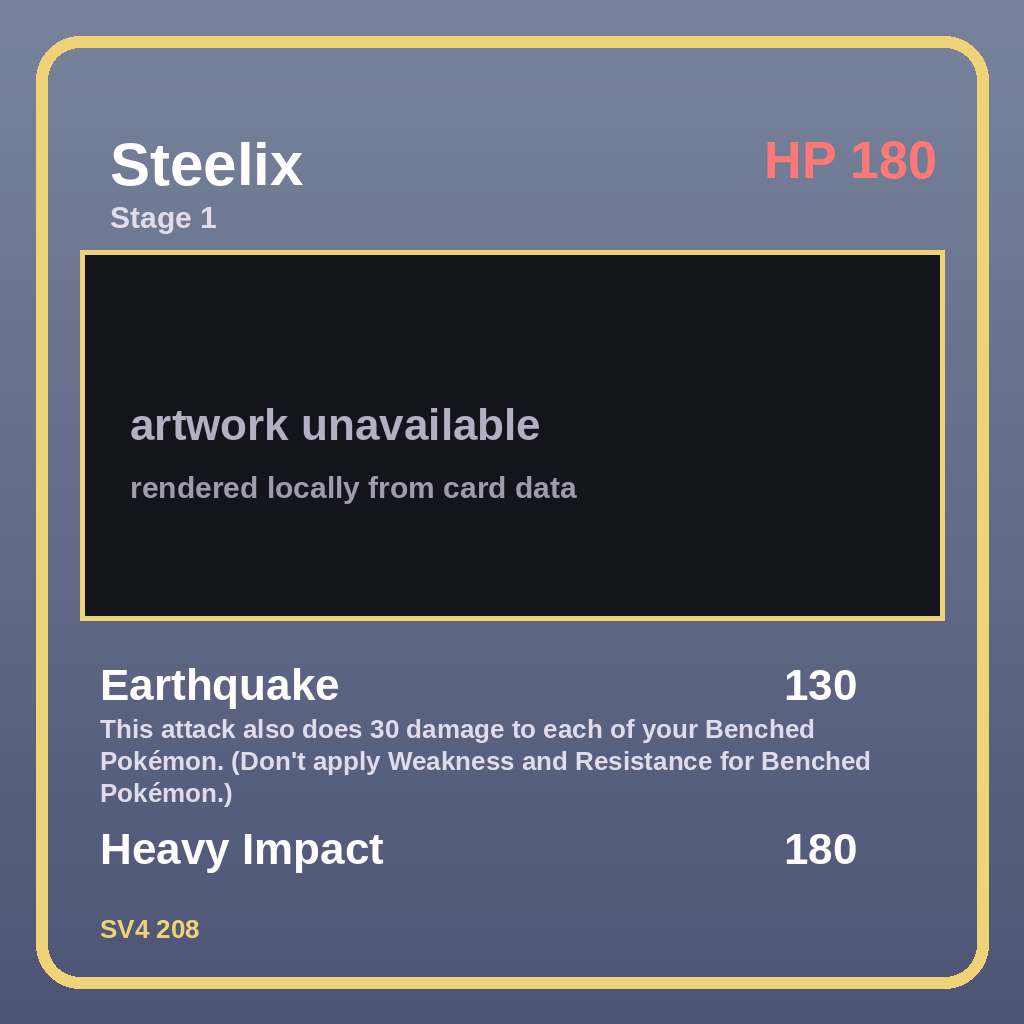 Steelix
HP 180
Stage 1
artwork unavailable
rendered locally from card data
Earthquake 130
This attack also does 30 damage to each of your Benched
Pokémon. (Don't apply Weakness and Resistance for Benched
Pokémon.)
Heavy Impact 180
SV4 208